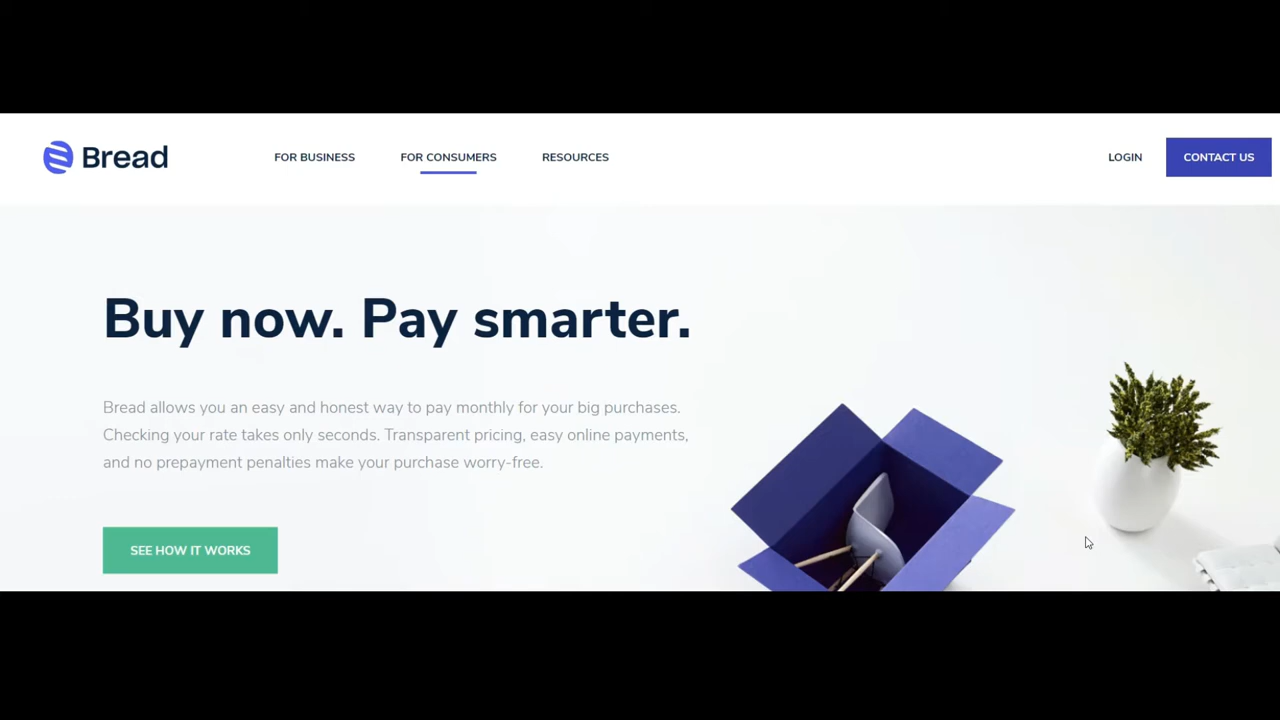 Bread
FOR BUSINESS
FOR CONSUMERS
RESOURCES
LOGIN
CONTACT US
Buy now. Pay smarter.
Bread allows you an easy and honest way to pay monthly for your big purchases.
Checking your rate takes only seconds. Transparent pricing, easy online payments,
and no prepayment penalties make your purchase worry-free.
SEE HOW IT WORKS